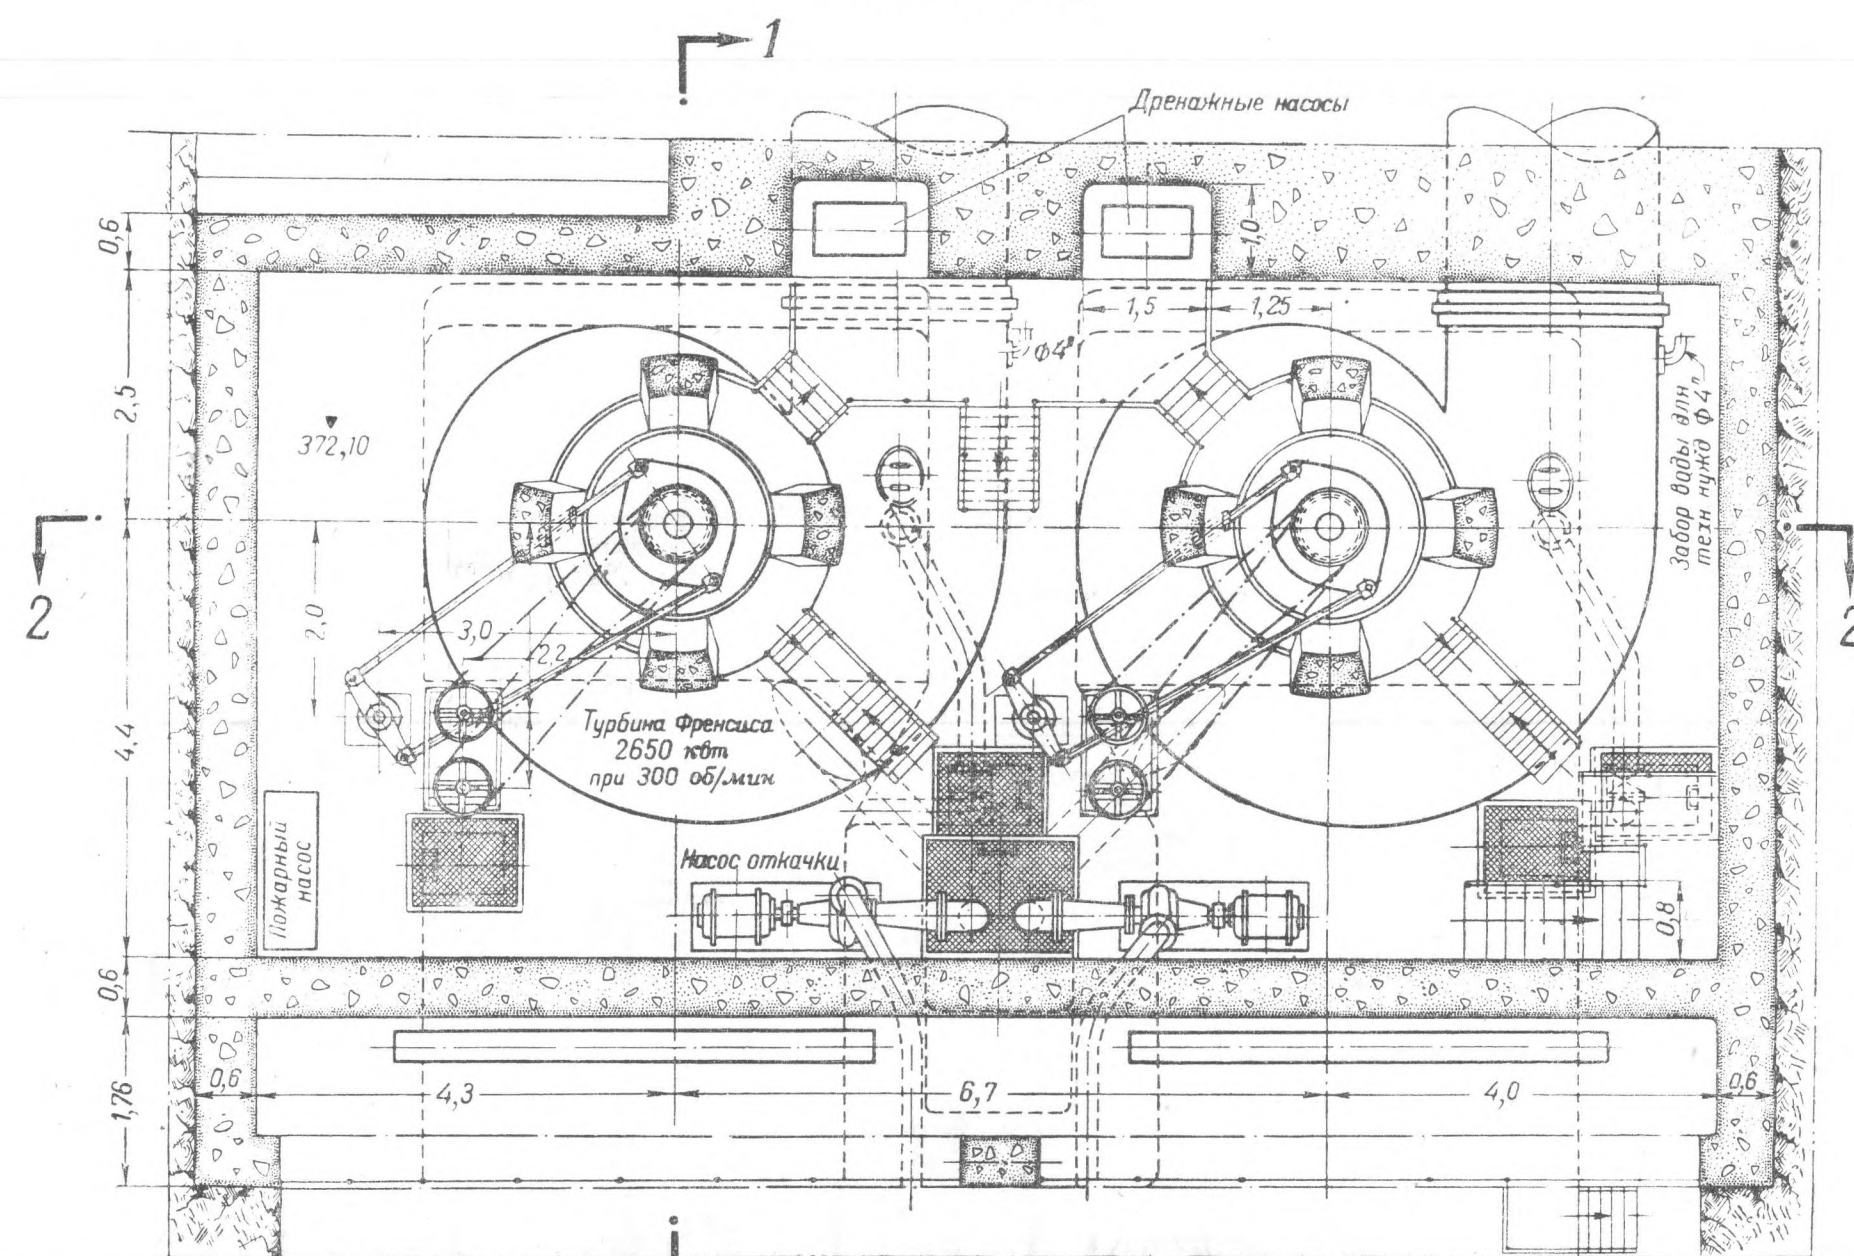 1
Дренажные насосы
0,6
1,0
2,5
1,5
1,25
ф4"
372,10
Забор воды для
техн нужд ф 4"
2
2
2,0
3,0
2,2
4,4
Турбина Френсиса
2650 квт
при 300 об/мин
Пожарный
насос
Насос откачки
0,8
0,6
1,76
0,6
4,3
6,7
4,0
0,6